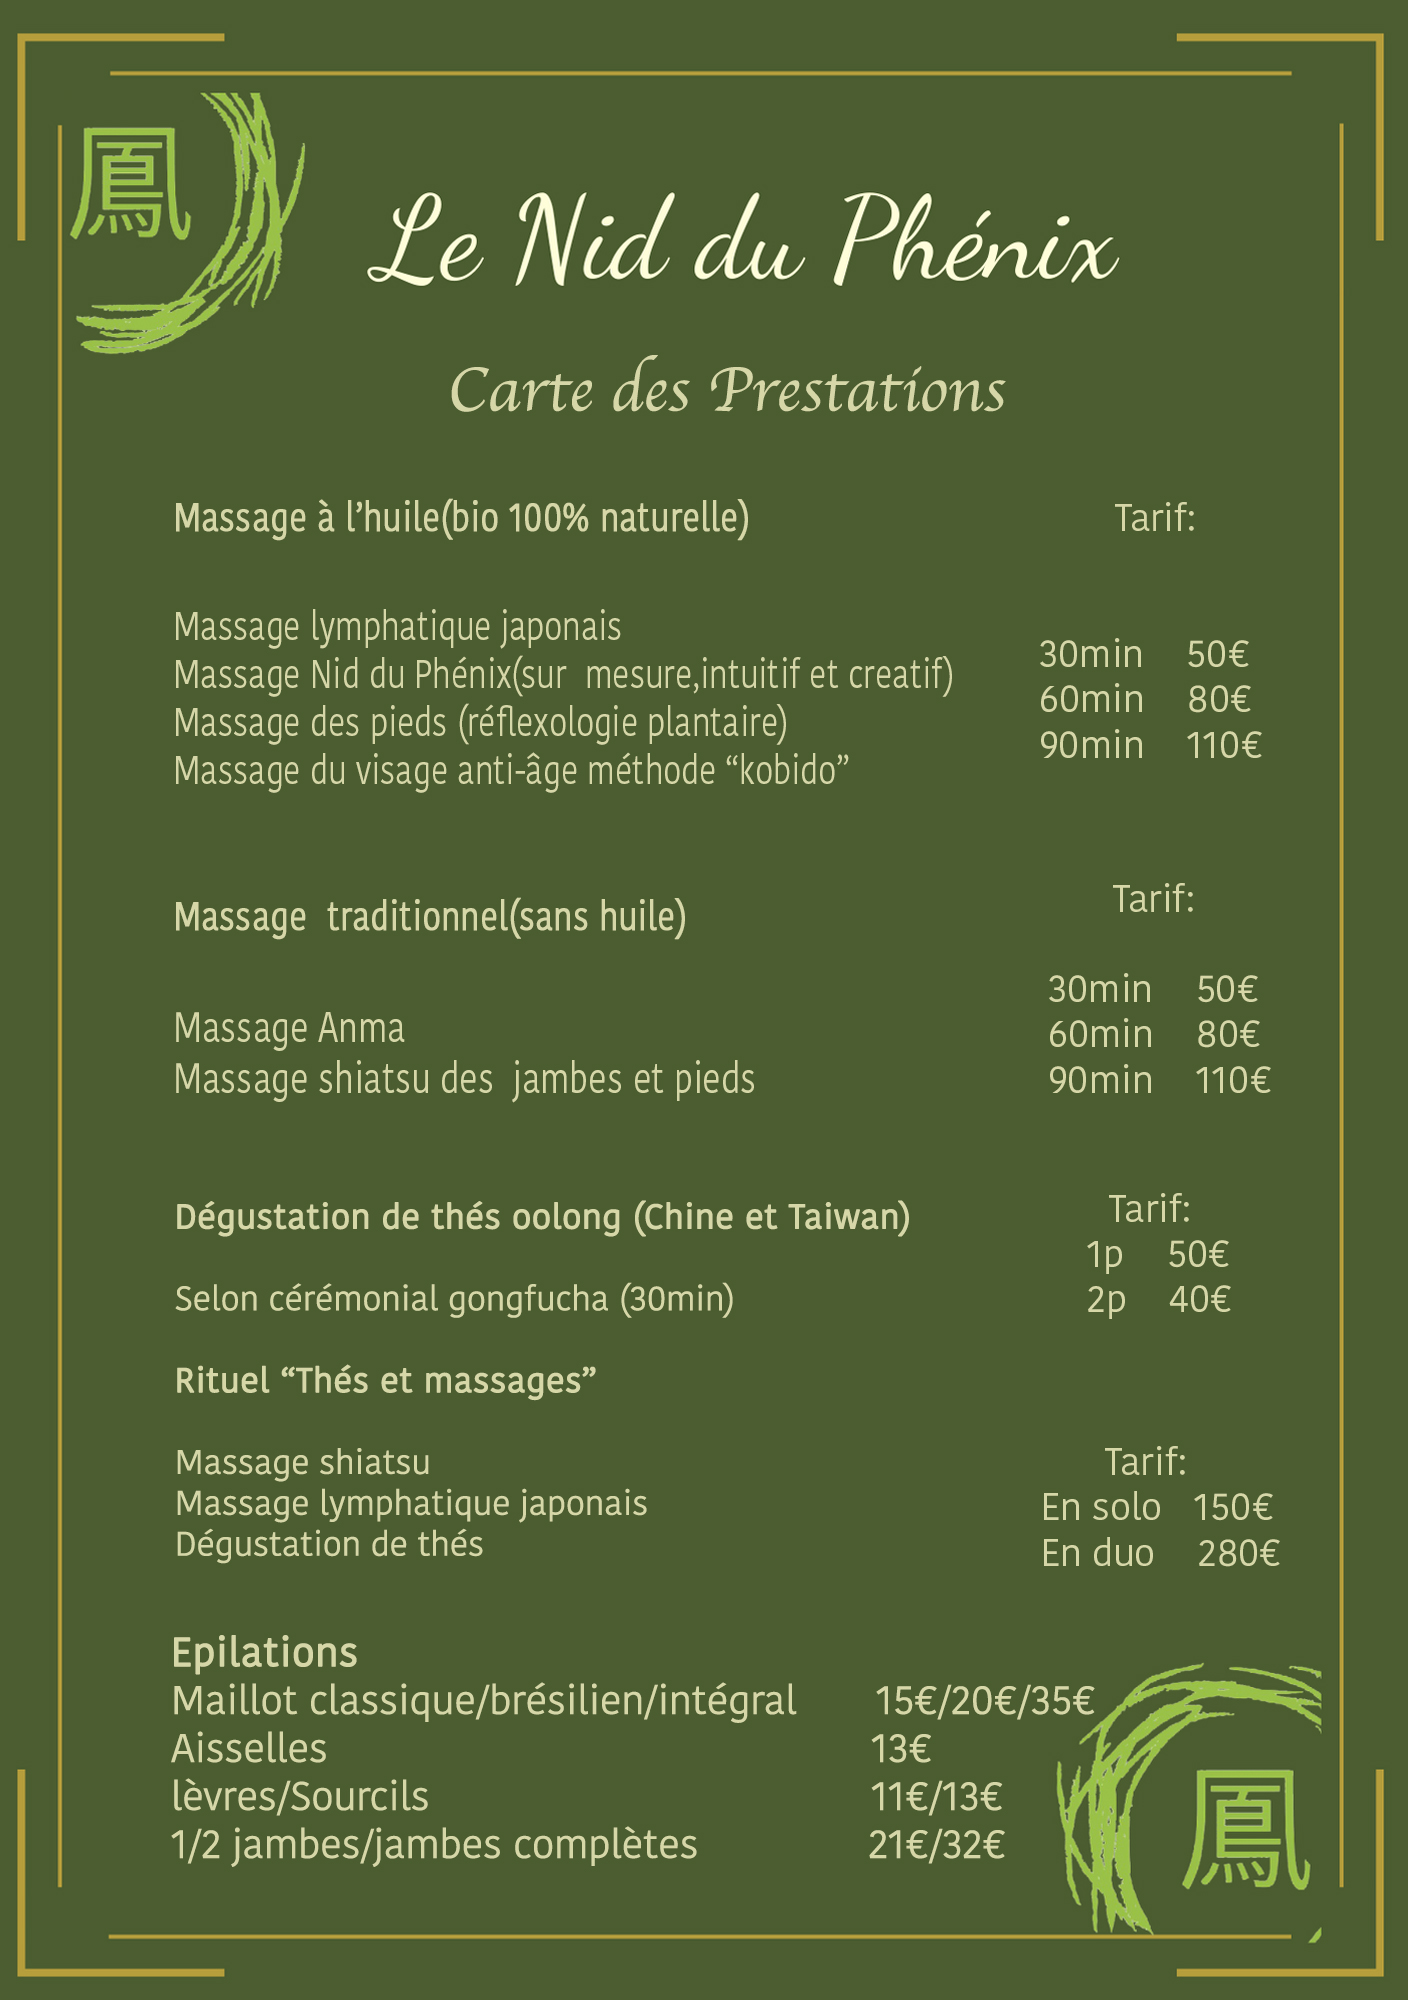 鳳
Le Nid du Phénix
Carte des Prestations
Massage à l’huile(bio 100% naturelle)
Tarif:
Massage lymphatique japonais
Massage Nid du Phénix(sur  mesure,intuitif et creatif)
Massage des pieds (réflexologie plantaire)
Massage du visage anti-âge méthode “kobido”
30min 50€
60min 80€
90min 110€
Massage  traditionnel(sans huile)
Tarif:
Massage Anma
Massage shiatsu des  jambes et pieds
30min 50€
60min 80€
90min 110€
Dégustation de thés oolong (Chine et Taiwan)
Selon cérémonial gongfucha (30min)
Tarif:
1p 50€
2p 40€
Rituel “Thés et massages”
Massage shiatsu
Massage lymphatique japonais
Dégustation de thés
Tarif:
En solo 150€
En duo 280€
Epilations
Maillot classique/brésilien/intégral 15€/20€/35€
Aisselles 13€
lèvres/Sourcils 11€/13€
1/2 jambes/jambes complètes 21€/32€
鳳